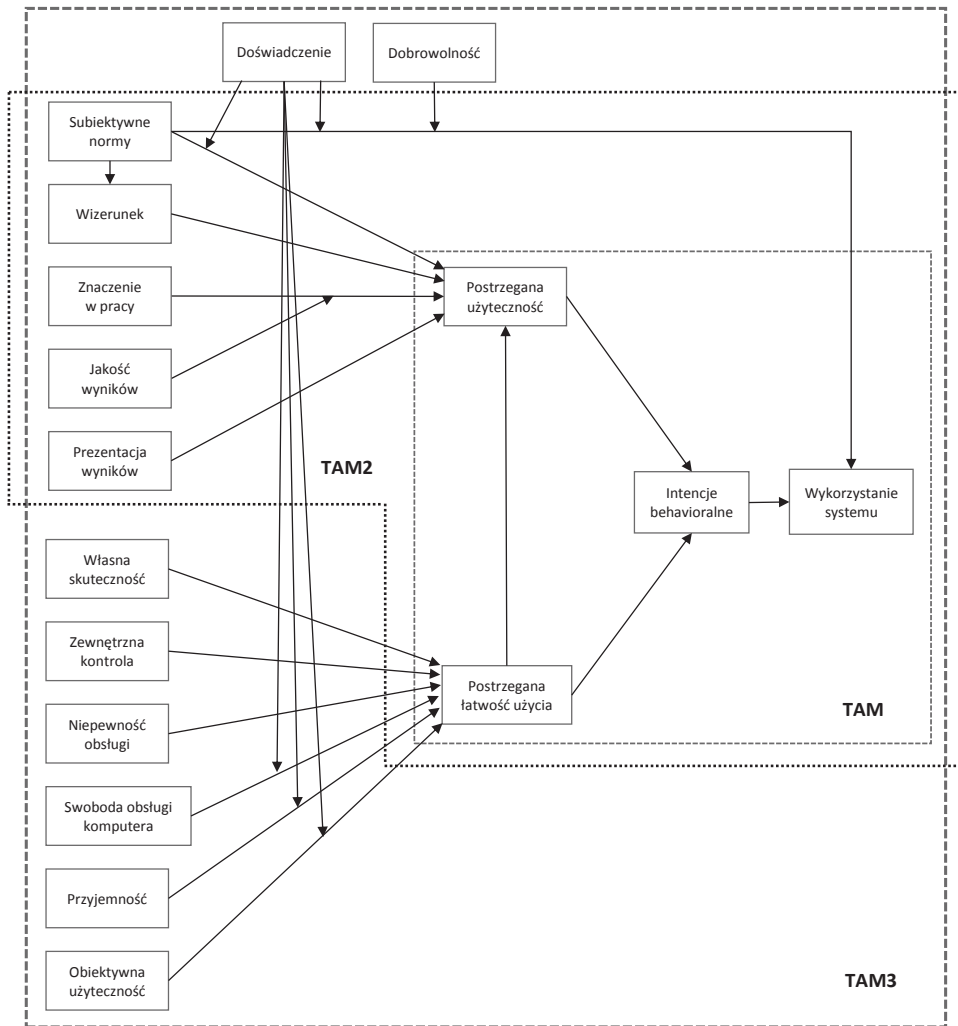 Doświadczenie
Dobrowolność
Subiektywne
normy
Wizerunek
Znaczenie
w pracy
Jakość
wyników
Prezentacja
wyników
Postrzegana
użyteczność
TAM2
Intencje
behawioralne
Wykorzystanie
systemu
Własna
skuteczność
Zewnętrzna
kontrola
Niepewność
obsługi
Swoboda obsługi
komputera
Przyjemność
Obiektywna
użyteczność
Postrzegana
łatwość użycia
TAM
TAM3